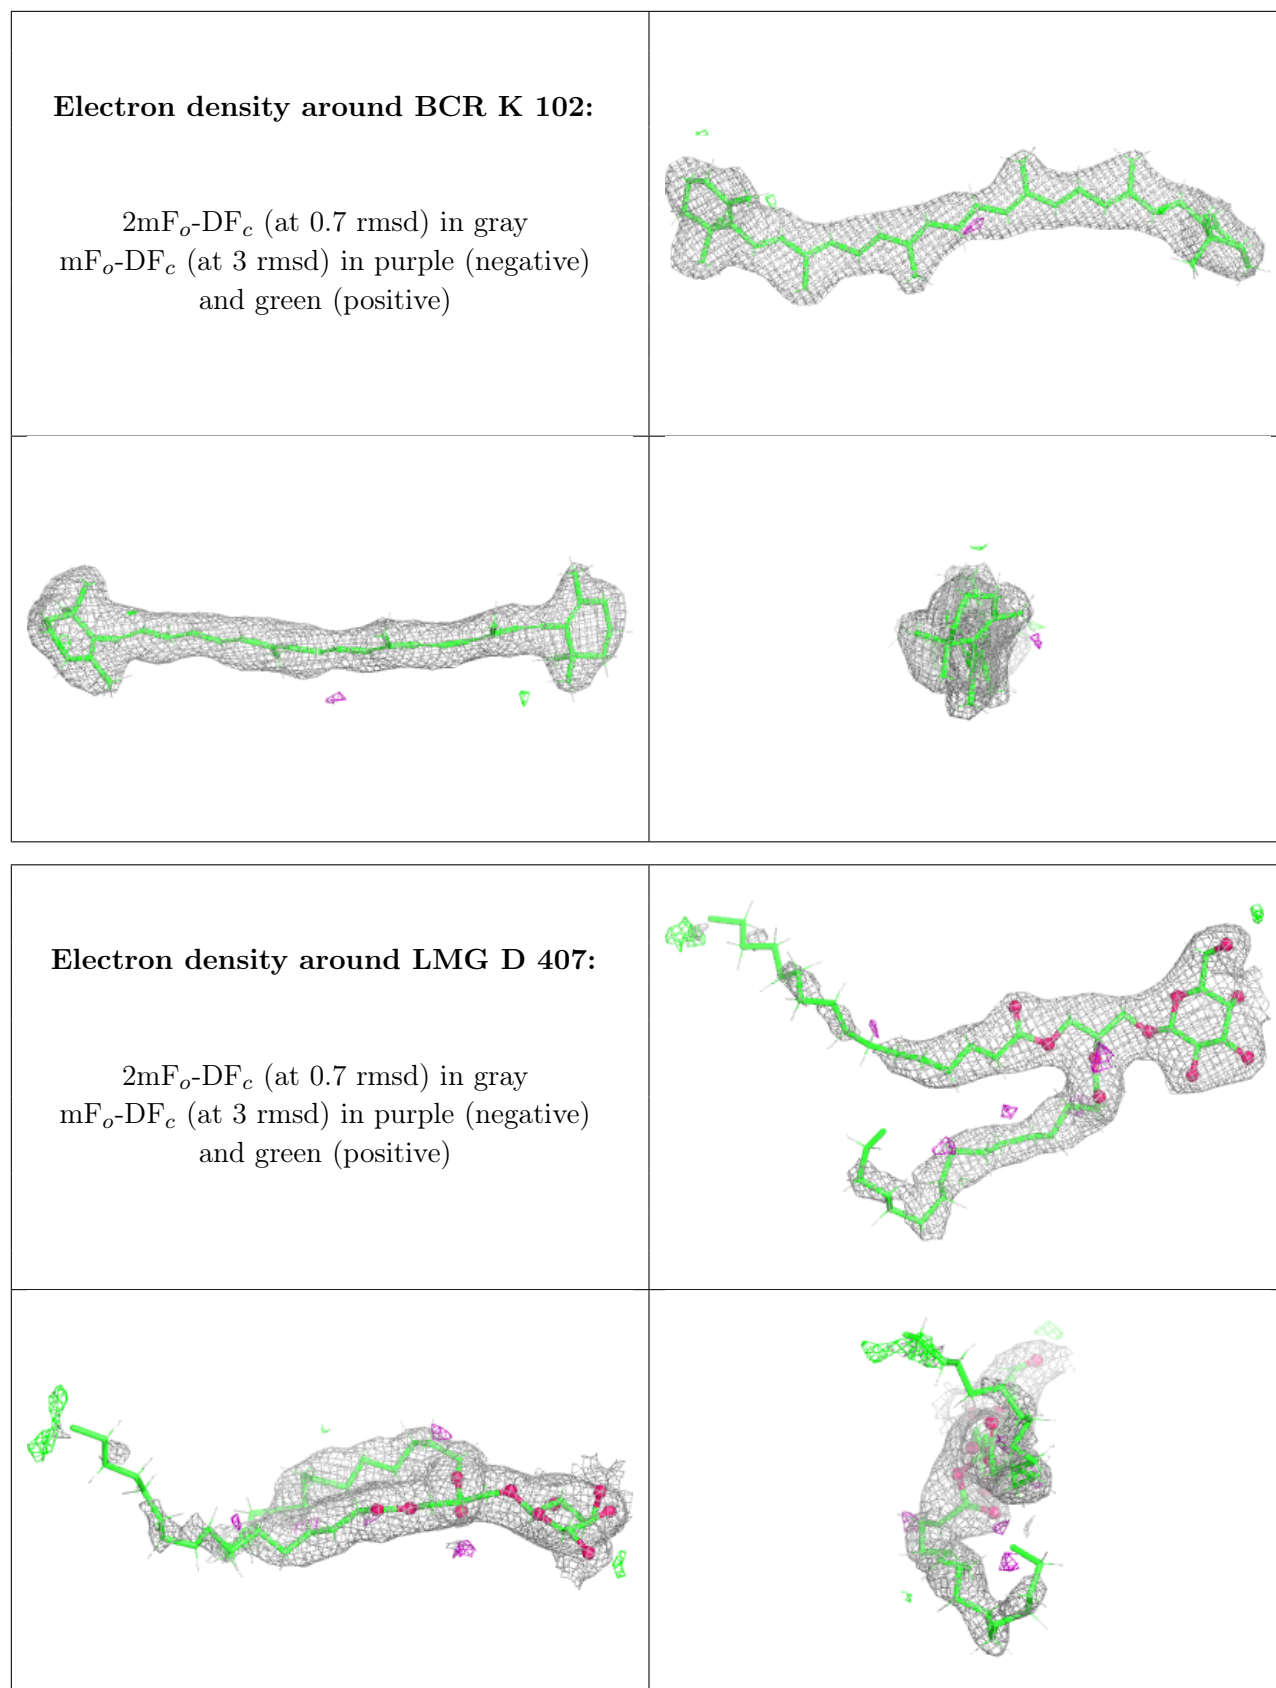 Electron density around BCR K 102:
2mFo-DFc (at 0.7 rmsd) in gray
mFo-DFc (at 3 rmsd) in purple (negative)
and green (positive)
Electron density around LMG D 407:
2mFo-DFc (at 0.7 rmsd) in gray
mFo-DFc (at 3 rmsd) in purple (negative)
and green (positive)